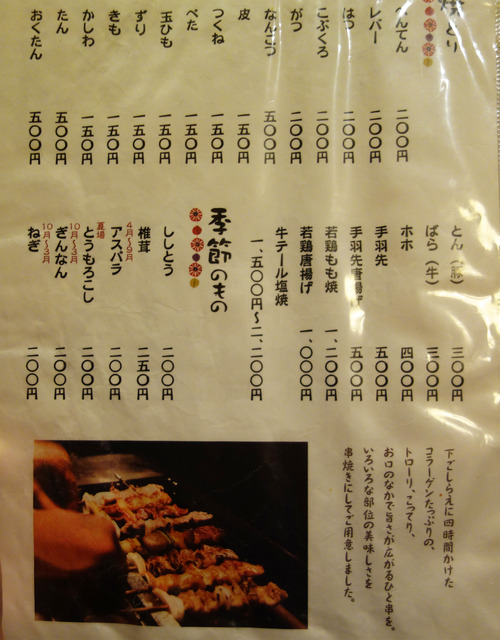 焼とり
んてん 二〇〇円
レバー 二〇〇円
はつ 二〇〇円
こぶくろ 二〇〇円
がつ 二〇〇円
なんこつ 五〇〇円
皮 一五〇円
つくね 一五〇円
ぺた 一五〇円
玉ひも 一五〇円
ずり 一五〇円
きも 一五〇円
かしわ 一五〇円
たん 五〇〇円
おくたん 五〇〇円
とん(豚) 三〇〇円
ばら(牛) 三〇〇円
ホホ 四〇〇円
手羽先 五〇〇円
手羽先唐揚げ 五〇〇円
若鶏もも焼 一、二〇〇円
若鶏唐揚げ 一、〇〇〇円
牛テール塩焼 一、五〇〇円〜二、二〇〇円
季節のもの
ししとう 二〇〇円
椎茸 二五〇円
4月〜9月
アスパラ 二〇〇円
夏場
とうもろこし 二〇〇円
10月〜3月
ぎんなん 二〇〇円
10月〜3月
ねぎ 二〇〇円
下ごしらえに四時間かけた
コラーゲンたっぷりの、
トローリ、こってり、
お口のなかで旨さが広がるひと串を。
いろいろな部位の美味しさを
串焼きにしてご用意しました。